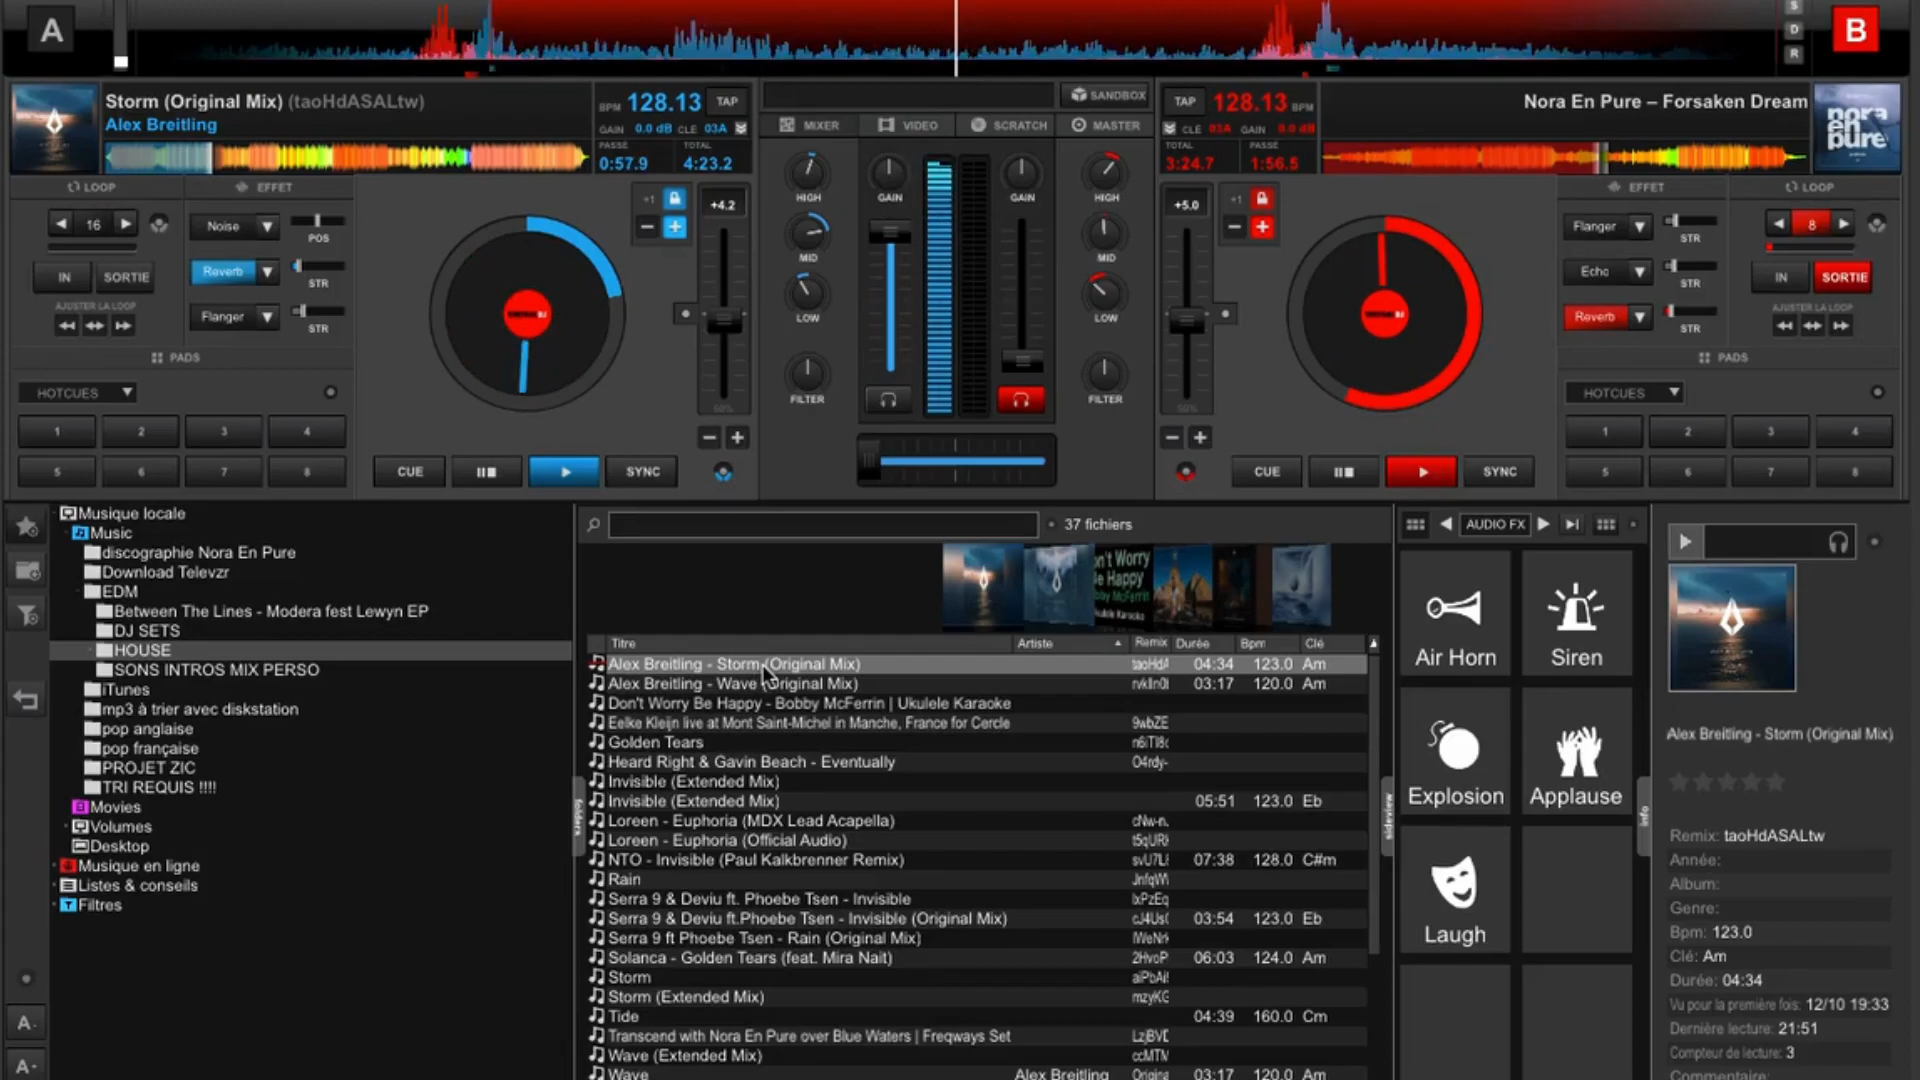 A
S
D
R
B
Storm (Original Mix) (taoHdASALtw)
Alex Breitling
BPM 128.13 TAP
GAIN 0.0 dB CLE 03A
PASSÉ TOTAL
0:57.9 4:23.2
SANDBOX
MIXER VIDEO SCRATCH MASTER
TAP 128.13 BPM
CLE 03A GAIN 0.0 dB
TOTAL PASSÉ
3:24.7 1:56.5
Nora En Pure – Forsaken Dream
nora
en
pure
LOOP EFFET
16
Noise POS
IN SORTIE
Reverb STR
AJUSTER LA LOOP
Flanger STR
PADS
HOTCUES
1 2 3 4
5 6 7 8
+1 +4.2
50%
CUE SYNC
HIGH GAIN GAIN HIGH
MID MID
LOW LOW
FILTER FILTER
+5.0 +1
50%
CUE SYNC
EFFET LOOP
Flanger STR
8
Echo STR
IN SORTIE
Reverb STR
AJUSTER LA LOOP
PADS
HOTCUES
1 2 3 4
5 6 7 8
Musique locale
Music
discographie Nora En Pure
Download Televzr
EDM
Between The Lines - Modera fest Lewyn EP
DJ SETS
HOUSE
SONS INTROS MIX PERSO
iTunes
mp3 à trier avec diskstation
pop anglaise
pop française
PROJET ZIC
TRI REQUIS !!!!
Movies
Volumes
Desktop
Musique en ligne
Listes & conseils
Filtres
A-
A+
folders
37 fichiers
Titre Artiste Remix Durée Bpm Clé
Alex Breitling - Storm (Original Mix) taoHdA 04:34 123.0 Am
Alex Breitling - Wave (Original Mix) 03:17 120.0 Am
Don't Worry Be Happy - Bobby McFerrin | Ukulele Karaoke
Eelke Kleijn live at Mont Saint-Michel in Manche, France for Cercle 9wbZE
Golden Tears
Heard Right & Gavin Beach - Eventually O4rdy-
Invisible (Extended Mix)
Invisible (Extended Mix) 05:51 123.0 Eb
Loreen - Euphoria (MDX Lead Acapella) cNw-n.
Loreen - Euphoria (Official Audio)
NTO - Invisible (Paul Kalkbrenner Remix) 07:38 128.0 C#m
Rain
Serra 9 & Deviu ft. Phoebe Tsen - Invisible
Serra 9 & Deviu ft.Phoebe Tsen - Invisible (Original Mix) 03:54 123.0 Eb
Serra 9 ft Phoebe Tsen - Rain (Original Mix)
Solanca - Golden Tears (feat. Mira Nait) 2HvoP 06:03 124.0 Am
Storm
Storm (Extended Mix) mzyKG
Tide 04:39 160.0 Cm
Transcend with Nora En Pure over Blue Waters | Freqways Set LzjBVD
Wave (Extended Mix) ccMTM
Wave Alex Breitling Origina 03:17 120.0 Am
sideview
AUDIO FX
Air Horn Siren
Explosion Applause
Laugh
info
Alex Breitling - Storm (Original Mix)
Remix: taoHdASALtw
Année:
Album:
Genre:
Bpm: 123.0
Clé: Am
Durée: 04:34
Vu pour la première fois: 12/10 19:33
Dernière lecture: 21:51
Compteur de lecture: 3
Commentaire: